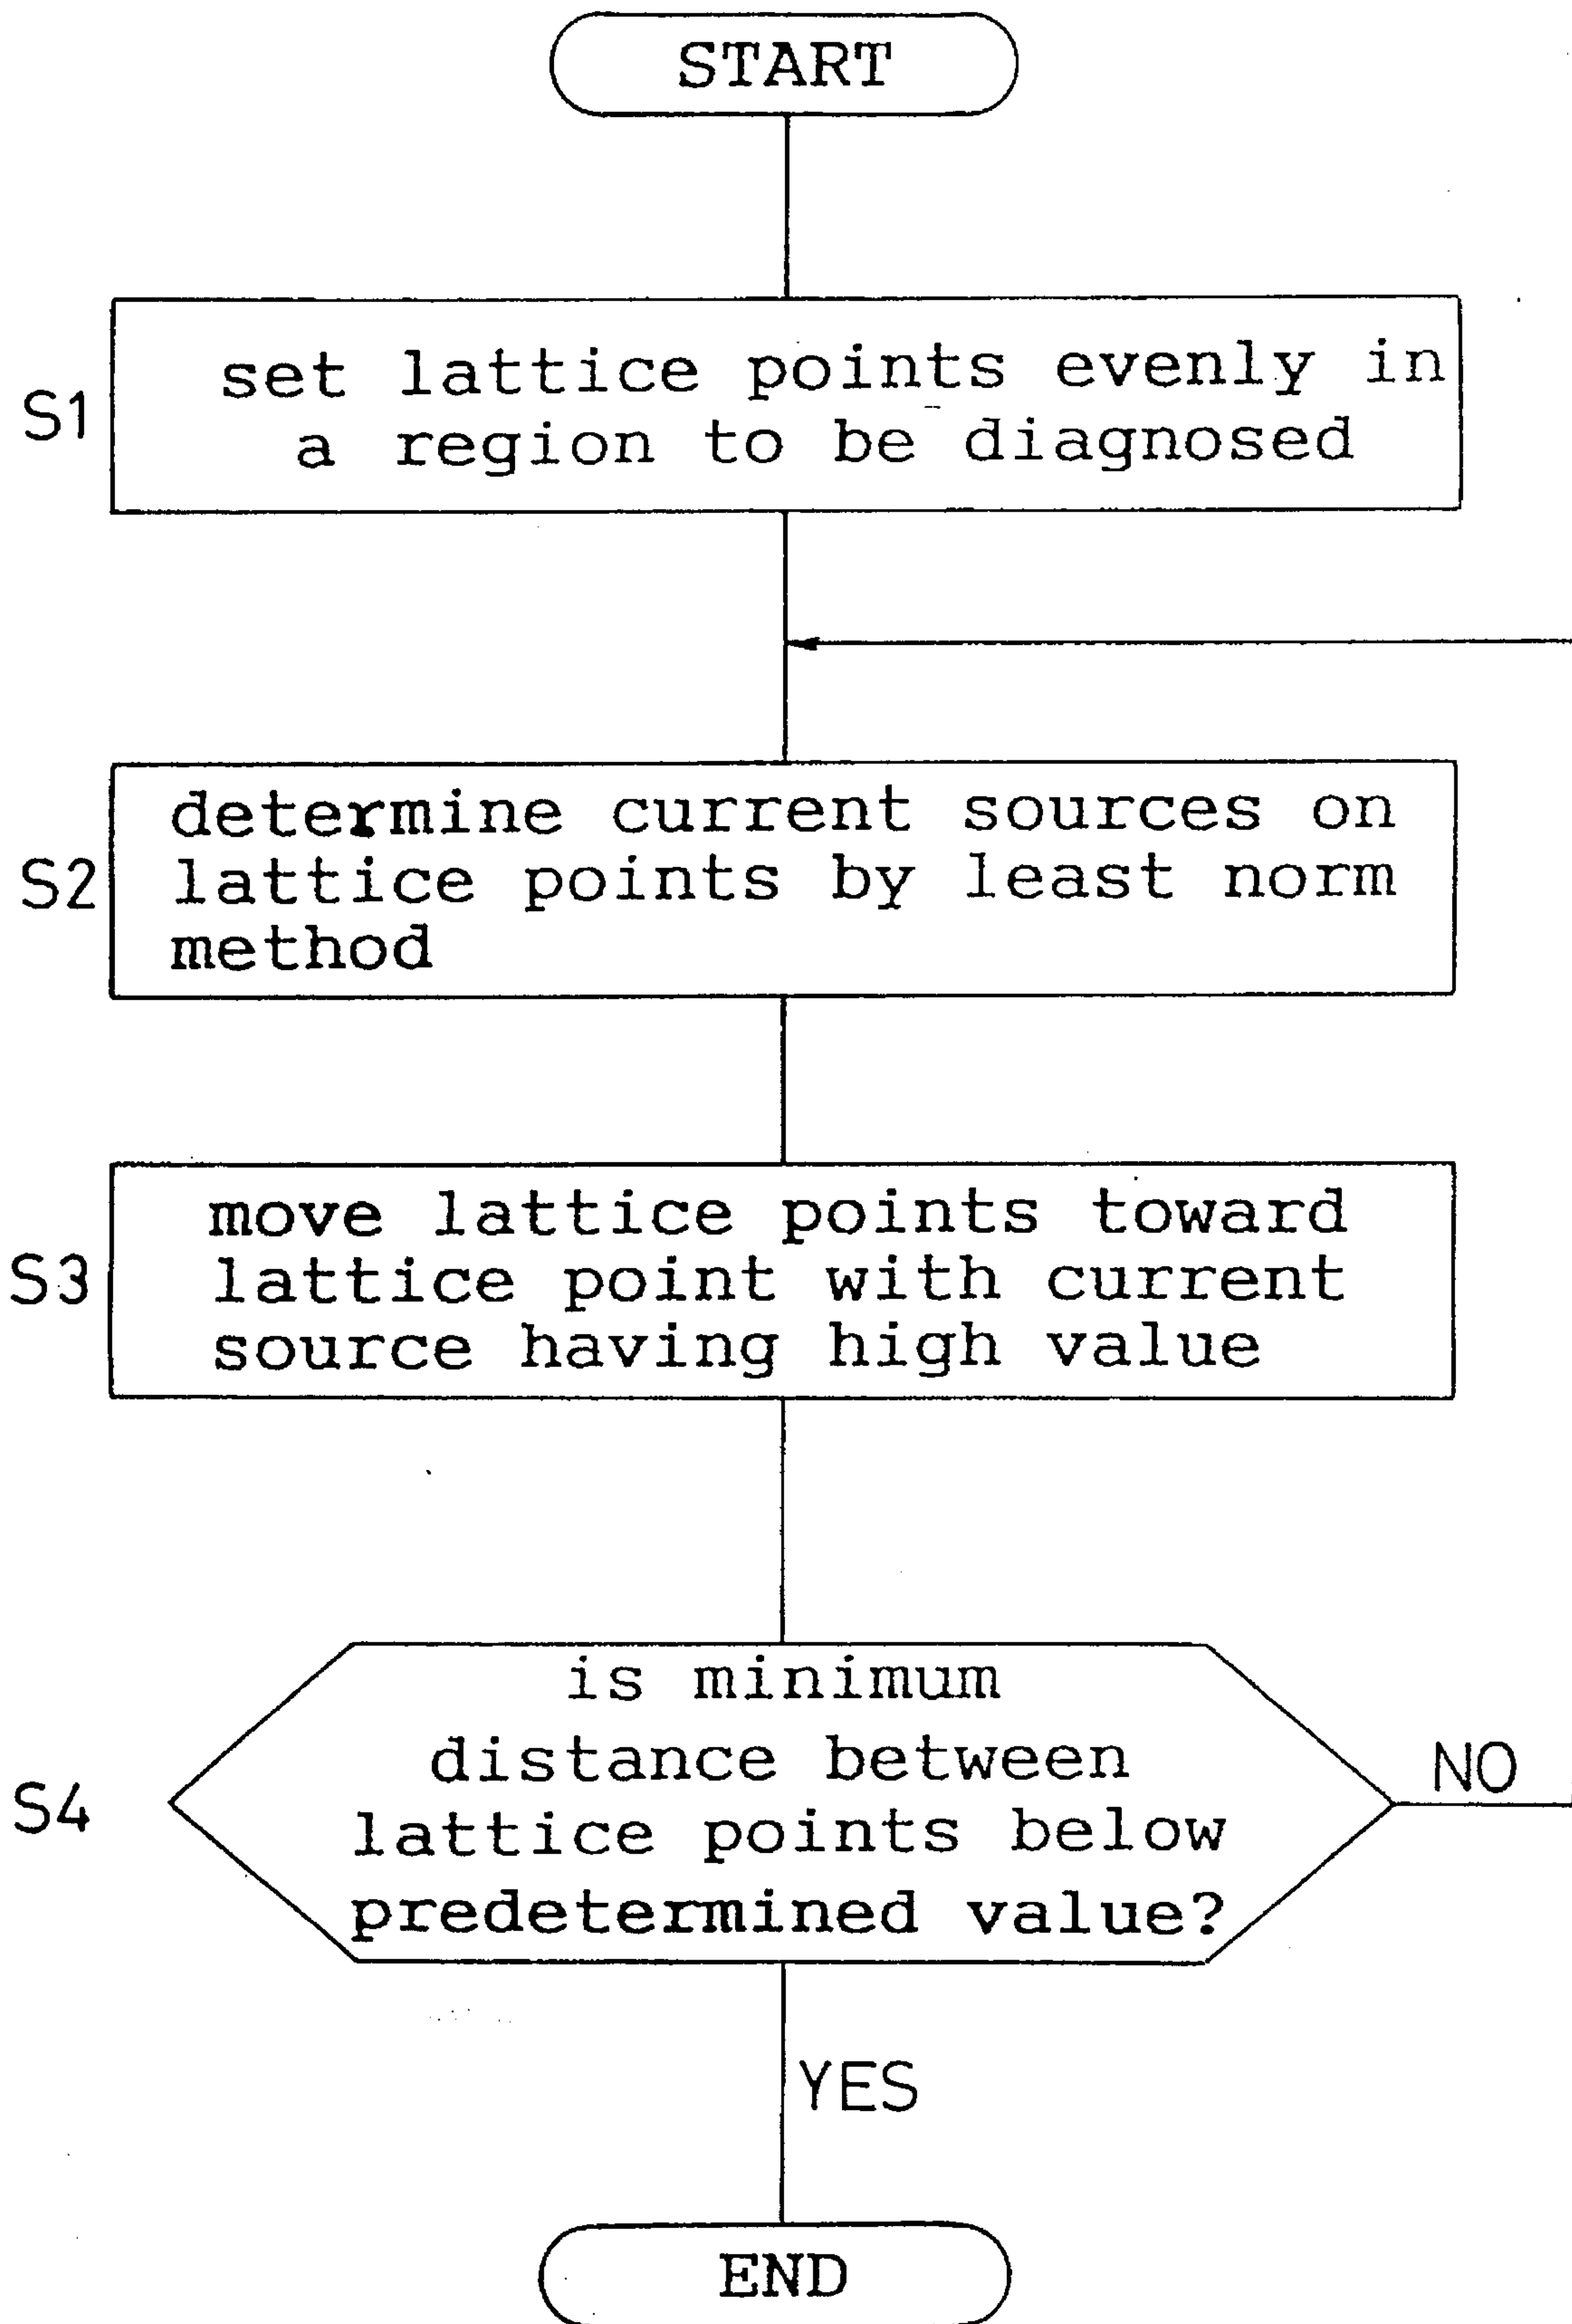 START
S1
set lattice points evenly in
a region to be diagnosed
S2
determine current sources on
lattice points by least norm
method
S3
move lattice points toward
lattice point with current
source having high value
S4
is minimum
distance between
lattice points below
predetermined value?
NO
YES
END